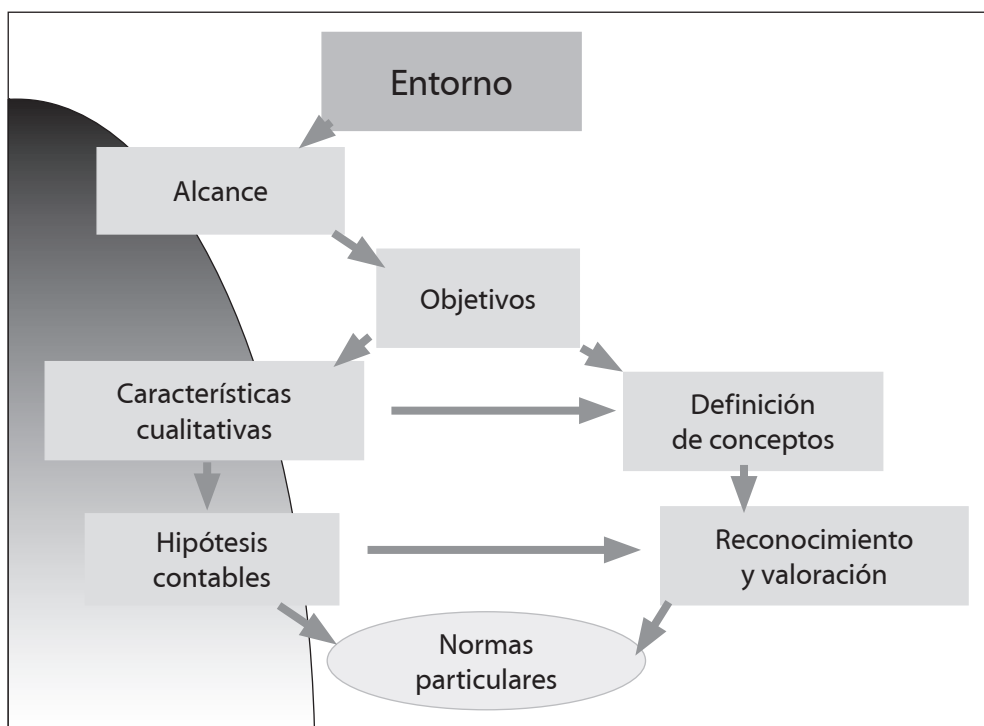 Entorno
Alcance
Objetivos
Características
cualitativas
Definición
de conceptos
Hipótesis
contables
Reconocimiento
y valoración
Normas
particulares